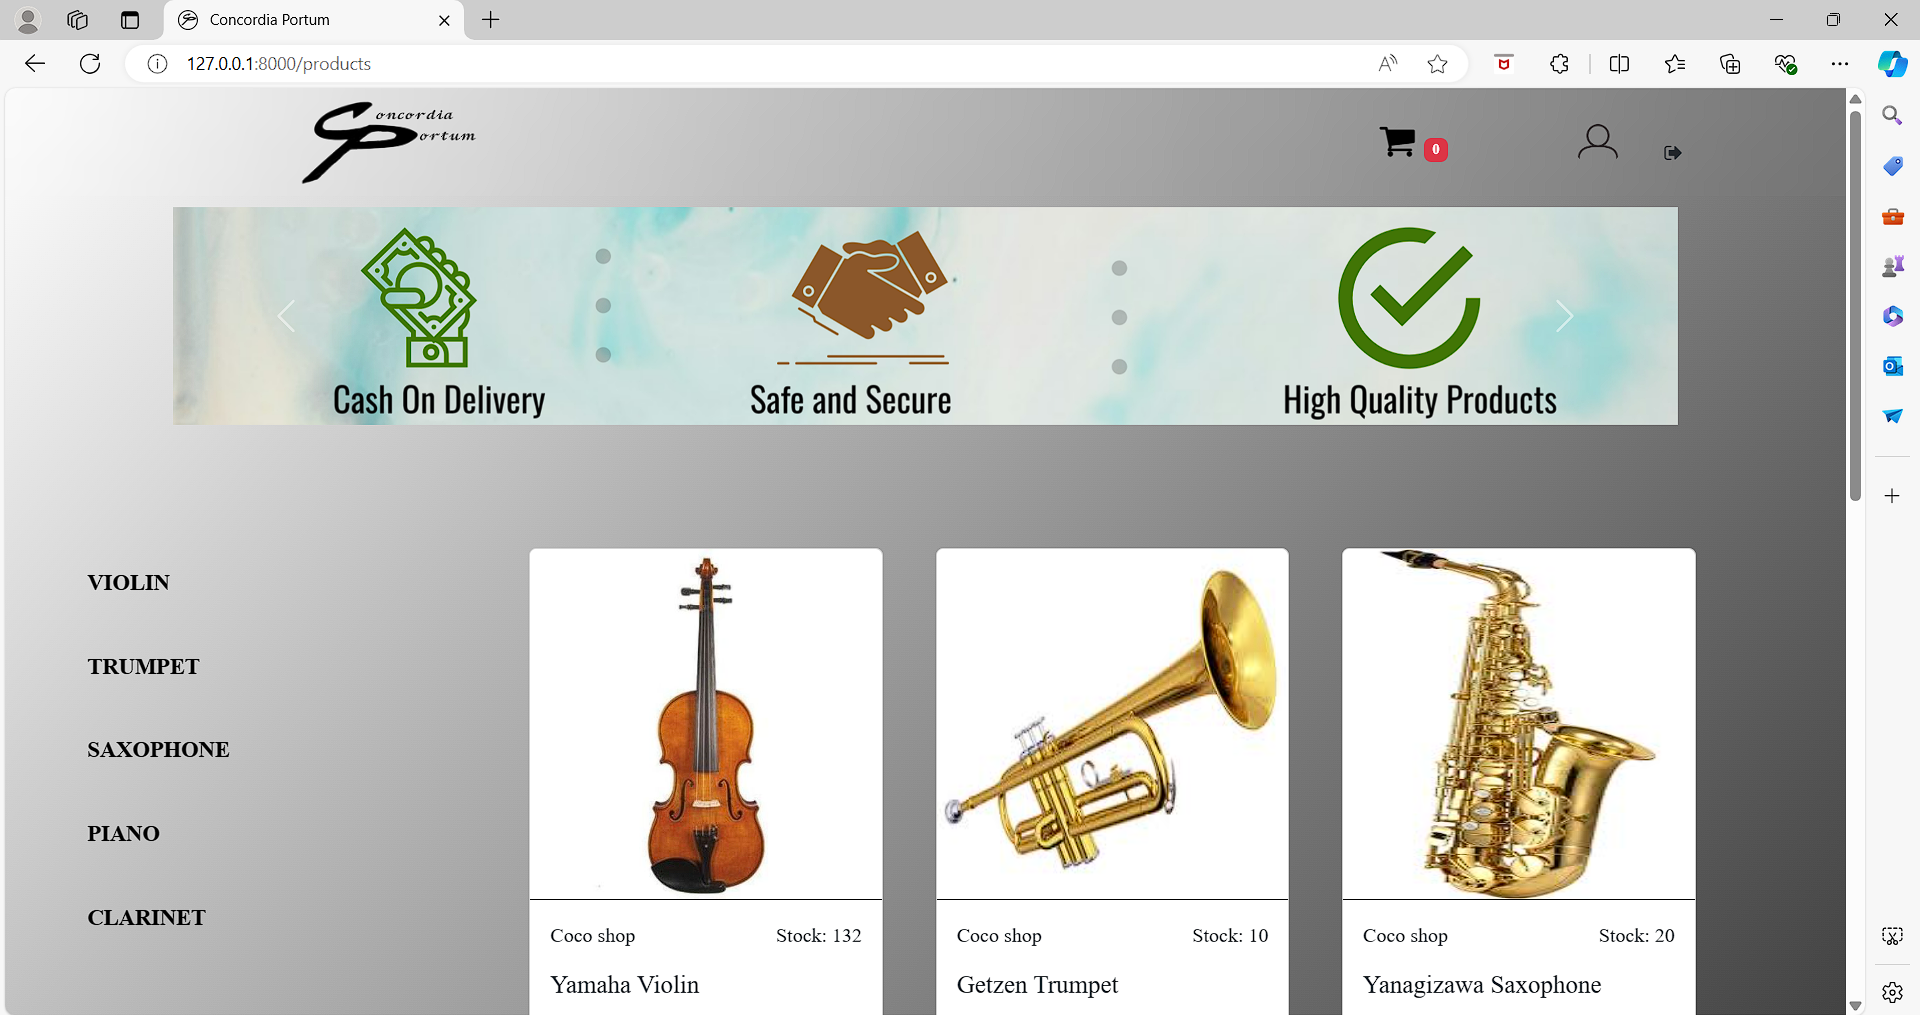 Concordia Portum
127.0.0.1:8000/products
Concordia
Portum
0
Cash On Delivery
Safe and Secure
High Quality Products
VIOLIN
TRUMPET
SAXOPHONE
PIANO
CLARINET
Coco shop Stock: 132
Yamaha Violin
Coco shop Stock: 10
Getzen Trumpet
Coco shop Stock: 20
Yanagizawa Saxophone